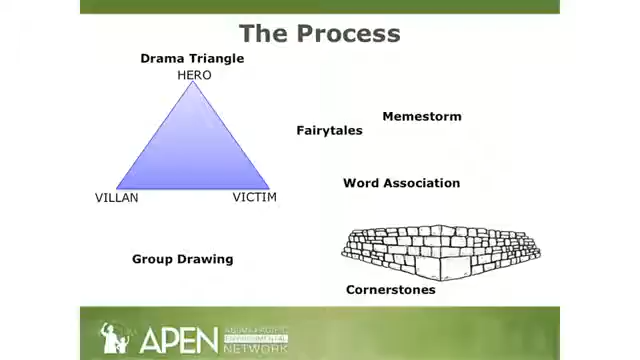 The Process
Drama Triangle
HERO
Memestorm
Fairytales
Word Association
VILLAN
VICTIM
Group Drawing
Cornerstones
APEN
ASIAN PACIFIC
ENVIRONMENTAL
NETWORK